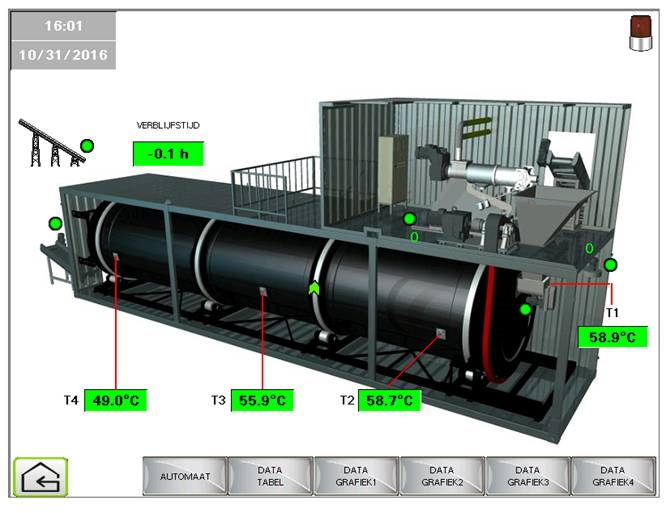 16:01
10/31/2016
VERBLIJFSTIJD
-0.1 h
0
0
T1
58.9°C
T4 49.0°C
T3 55.9°C
T2 58.7°C
AUTOMAAT
DATA
TABEL
DATA
GRAFIEK1
DATA
GRAFIEK2
DATA
GRAFIEK3
DATA
GRAFIEK4